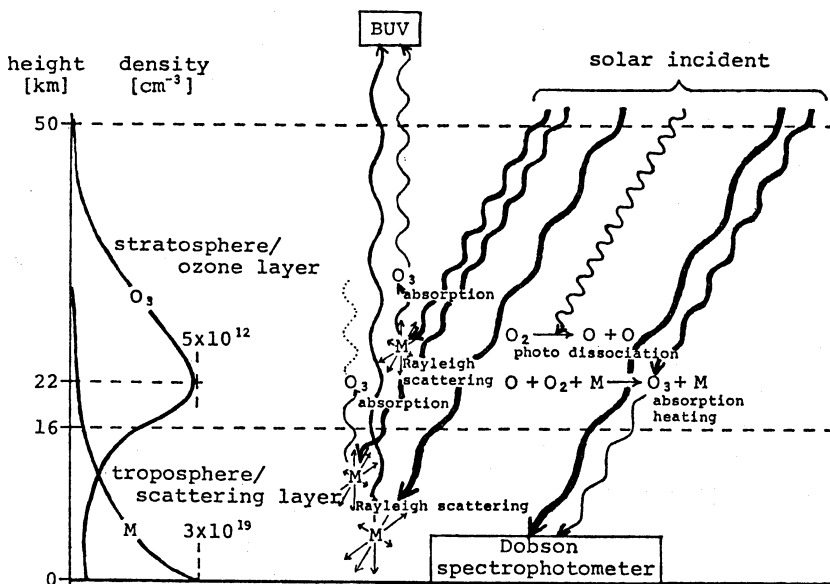 BUV
height
[km]
density
[cm⁻³]
solar incident
50
stratosphere/
ozone layer
O₃
5x10¹²
O₃
absorption
M
Rayleigh
scattering
O₂ → O + O
photo dissociation
22
O₃
absorption
O + O₂ + M → O₃ + M
absorption
heating
16
troposphere/
scattering layer
M
Rayleigh scattering
M
M
3x10¹⁹
Dobson
spectrophotometer
0